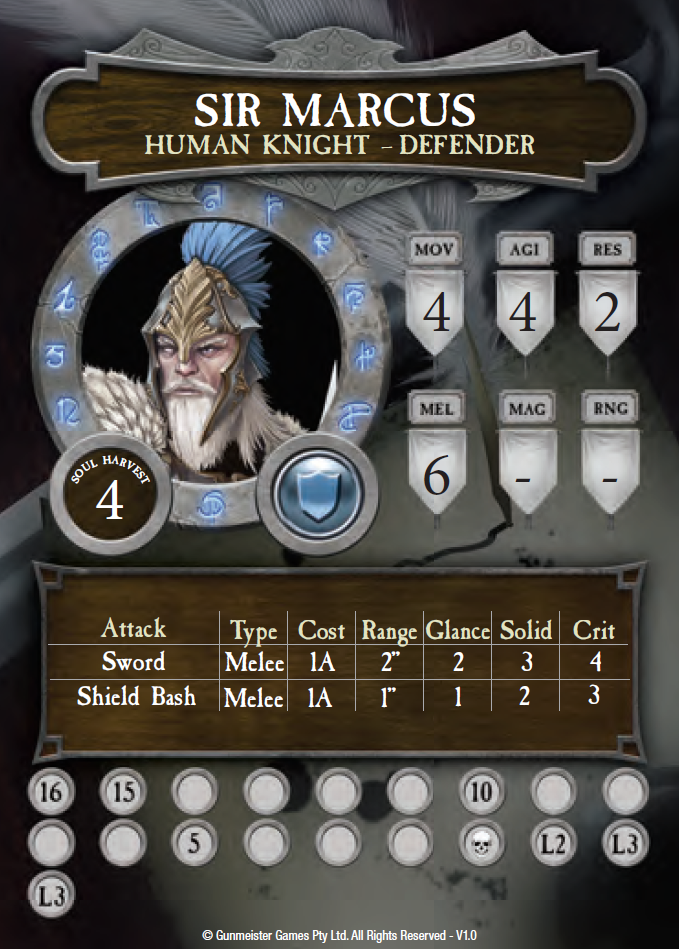 SIR MARCUS
HUMAN KNIGHT – DEFENDER
MOV AGI RES
4 4 2
MEL MAG RNG
6 - -
SOUL HARVEST
4
Attack Type Cost Range Glance Solid Crit
Sword Melee 1A 2” 2 3 4
Shield Bash Melee 1A 1” 1 2 3
16 15 10
5 L2 L3
L3
© Gunmeister Games Pty Ltd. All Rights Reserved - V1.0